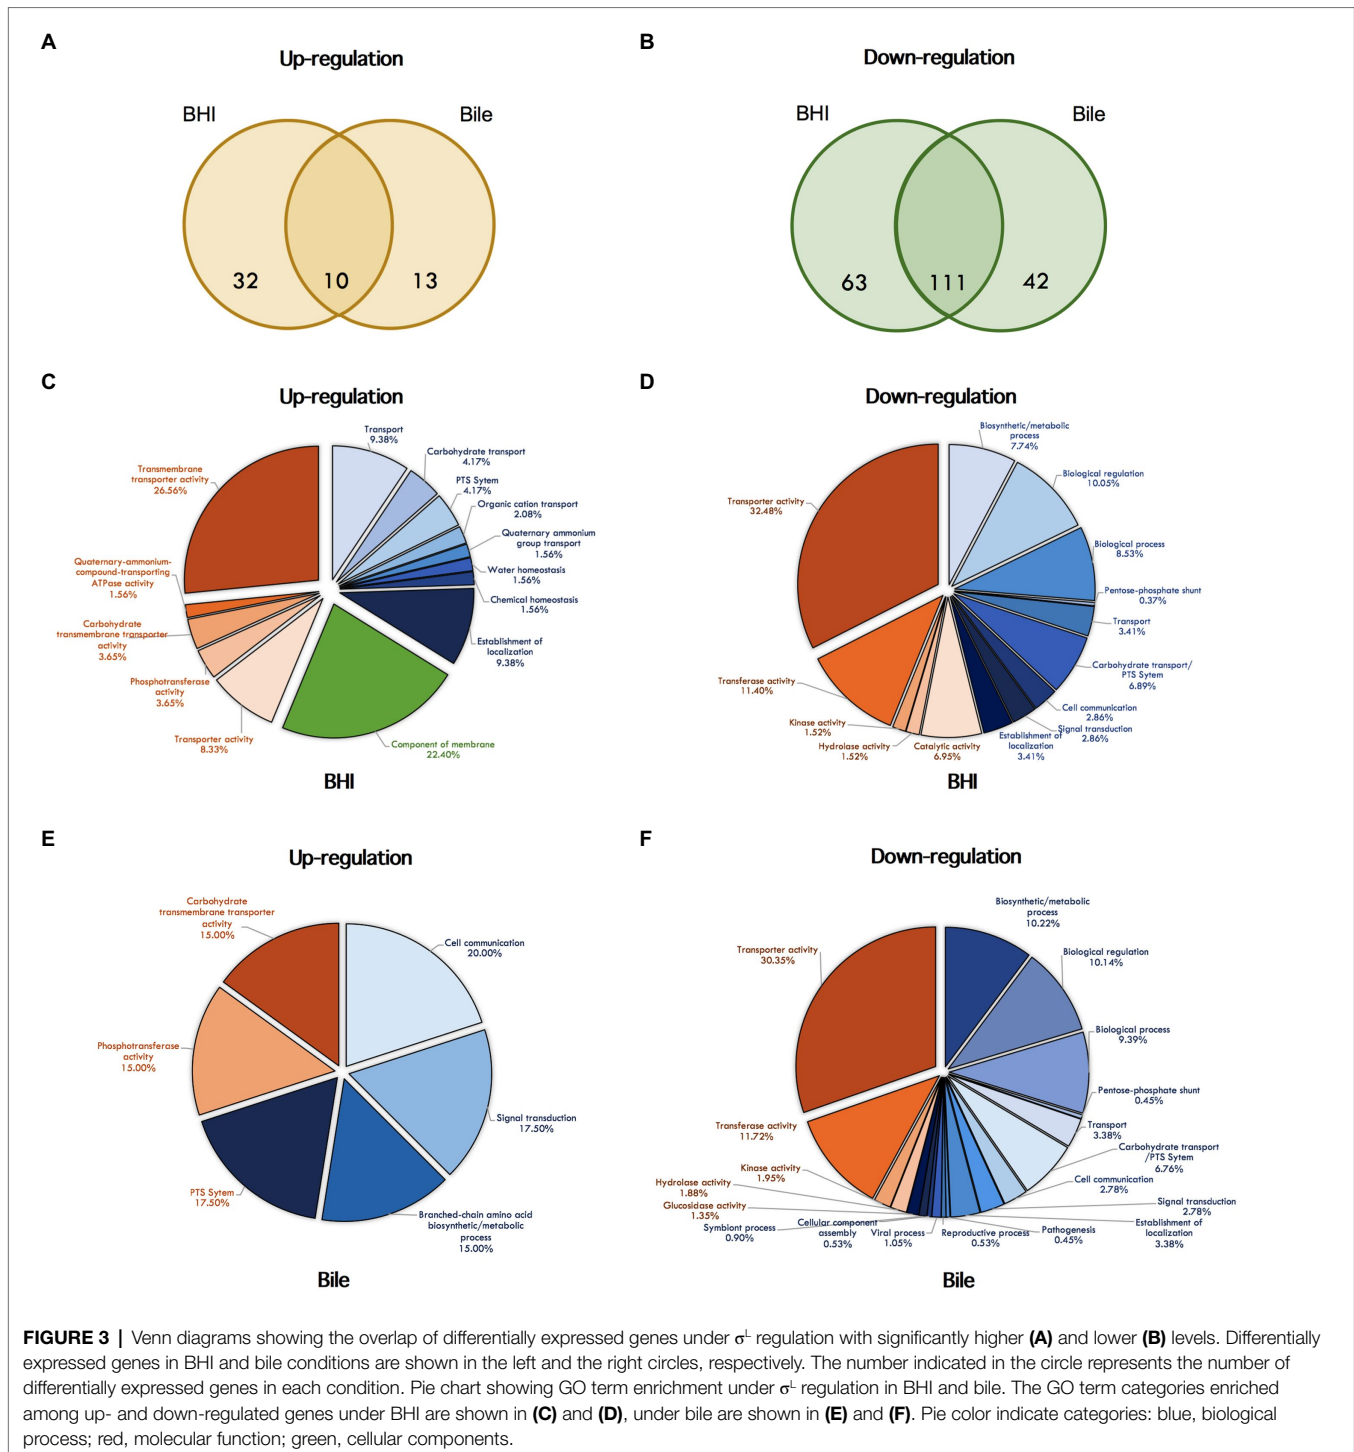 A
Up-regulation
BHI
Bile
32
10
13
B
Down-regulation
BHI
Bile
63
111
42
C
Up-regulation
Transport
9.38%
Carbohydrate transport
4.17%
PTS Sytem
4.17%
Organic cation transport
2.08%
Quaternary ammonium
group transport
1.56%
Water homeostasis
1.56%
Chemical homeostasis
1.56%
Establishment of
localization
9.38%
Component of membrane
22.40%
Transporter activity
8.33%
Phosphotransferase
activity
3.65%
Carbohydrate
transmembrane transporter
activity
3.65%
Quaternary-ammonium-
compound-transporting
ATPase activity
1.56%
Transmembrane
transporter activity
26.56%
BHI
D
Down-regulation
Biosynthetic/metabolic
process
7.74%
Biological regulation
10.05%
Biological process
8.53%
Pentose-phosphate shunt
0.37%
Transport
3.41%
Carbohydrate transport/
PTS Sytem
6.89%
Cell communication
2.86%
Signal transduction
2.86%
Establishment of
localization
3.41%
Catalytic activity
6.95%
Hydrolase activity
1.52%
Kinase activity
1.52%
Transferase activity
11.40%
Transporter activity
32.48%
BHI
E
Up-regulation
Cell communication
20.00%
Signal transduction
17.50%
Branched-chain amino acid
biosynthetic/metabolic
process
15.00%
PTS Sytem
17.50%
Phosphotransferase
activity
15.00%
Carbohydrate
transmembrane transporter
activity
15.00%
Bile
F
Down-regulation
Biosynthetic/metabolic
process
10.22%
Biological regulation
10.14%
Biological process
9.39%
Pentose-phosphate shunt
0.45%
Transport
3.38%
Carbohydrate transport
/PTS Sytem
6.76%
Cell communication
2.78%
Signal transduction
2.78%
Establishment of
localization
3.38%
Pathogenesis
0.45%
Reproductive process
0.53%
Viral process
1.05%
Cellular component
assembly
0.53%
Symbiont process
0.90%
Glucosidase activity
1.35%
Hydrolase activity
1.88%
Kinase activity
1.95%
Transferase activity
11.72%
Transporter activity
30.35%
Bile
FIGURE 3 | Venn diagrams showing the overlap of differentially expressed genes under σᴸ regulation with significantly higher (A) and lower (B) levels. Differentially
expressed genes in BHI and bile conditions are shown in the left and the right circles, respectively. The number indicated in the circle represents the number of
differentially expressed genes in each condition. Pie chart showing GO term enrichment under σᴸ regulation in BHI and bile. The GO term categories enriched
among up- and down-regulated genes under BHI are shown in (C) and (D), under bile are shown in (E) and (F). Pie color indicate categories: blue, biological
process; red, molecular function; green, cellular components.